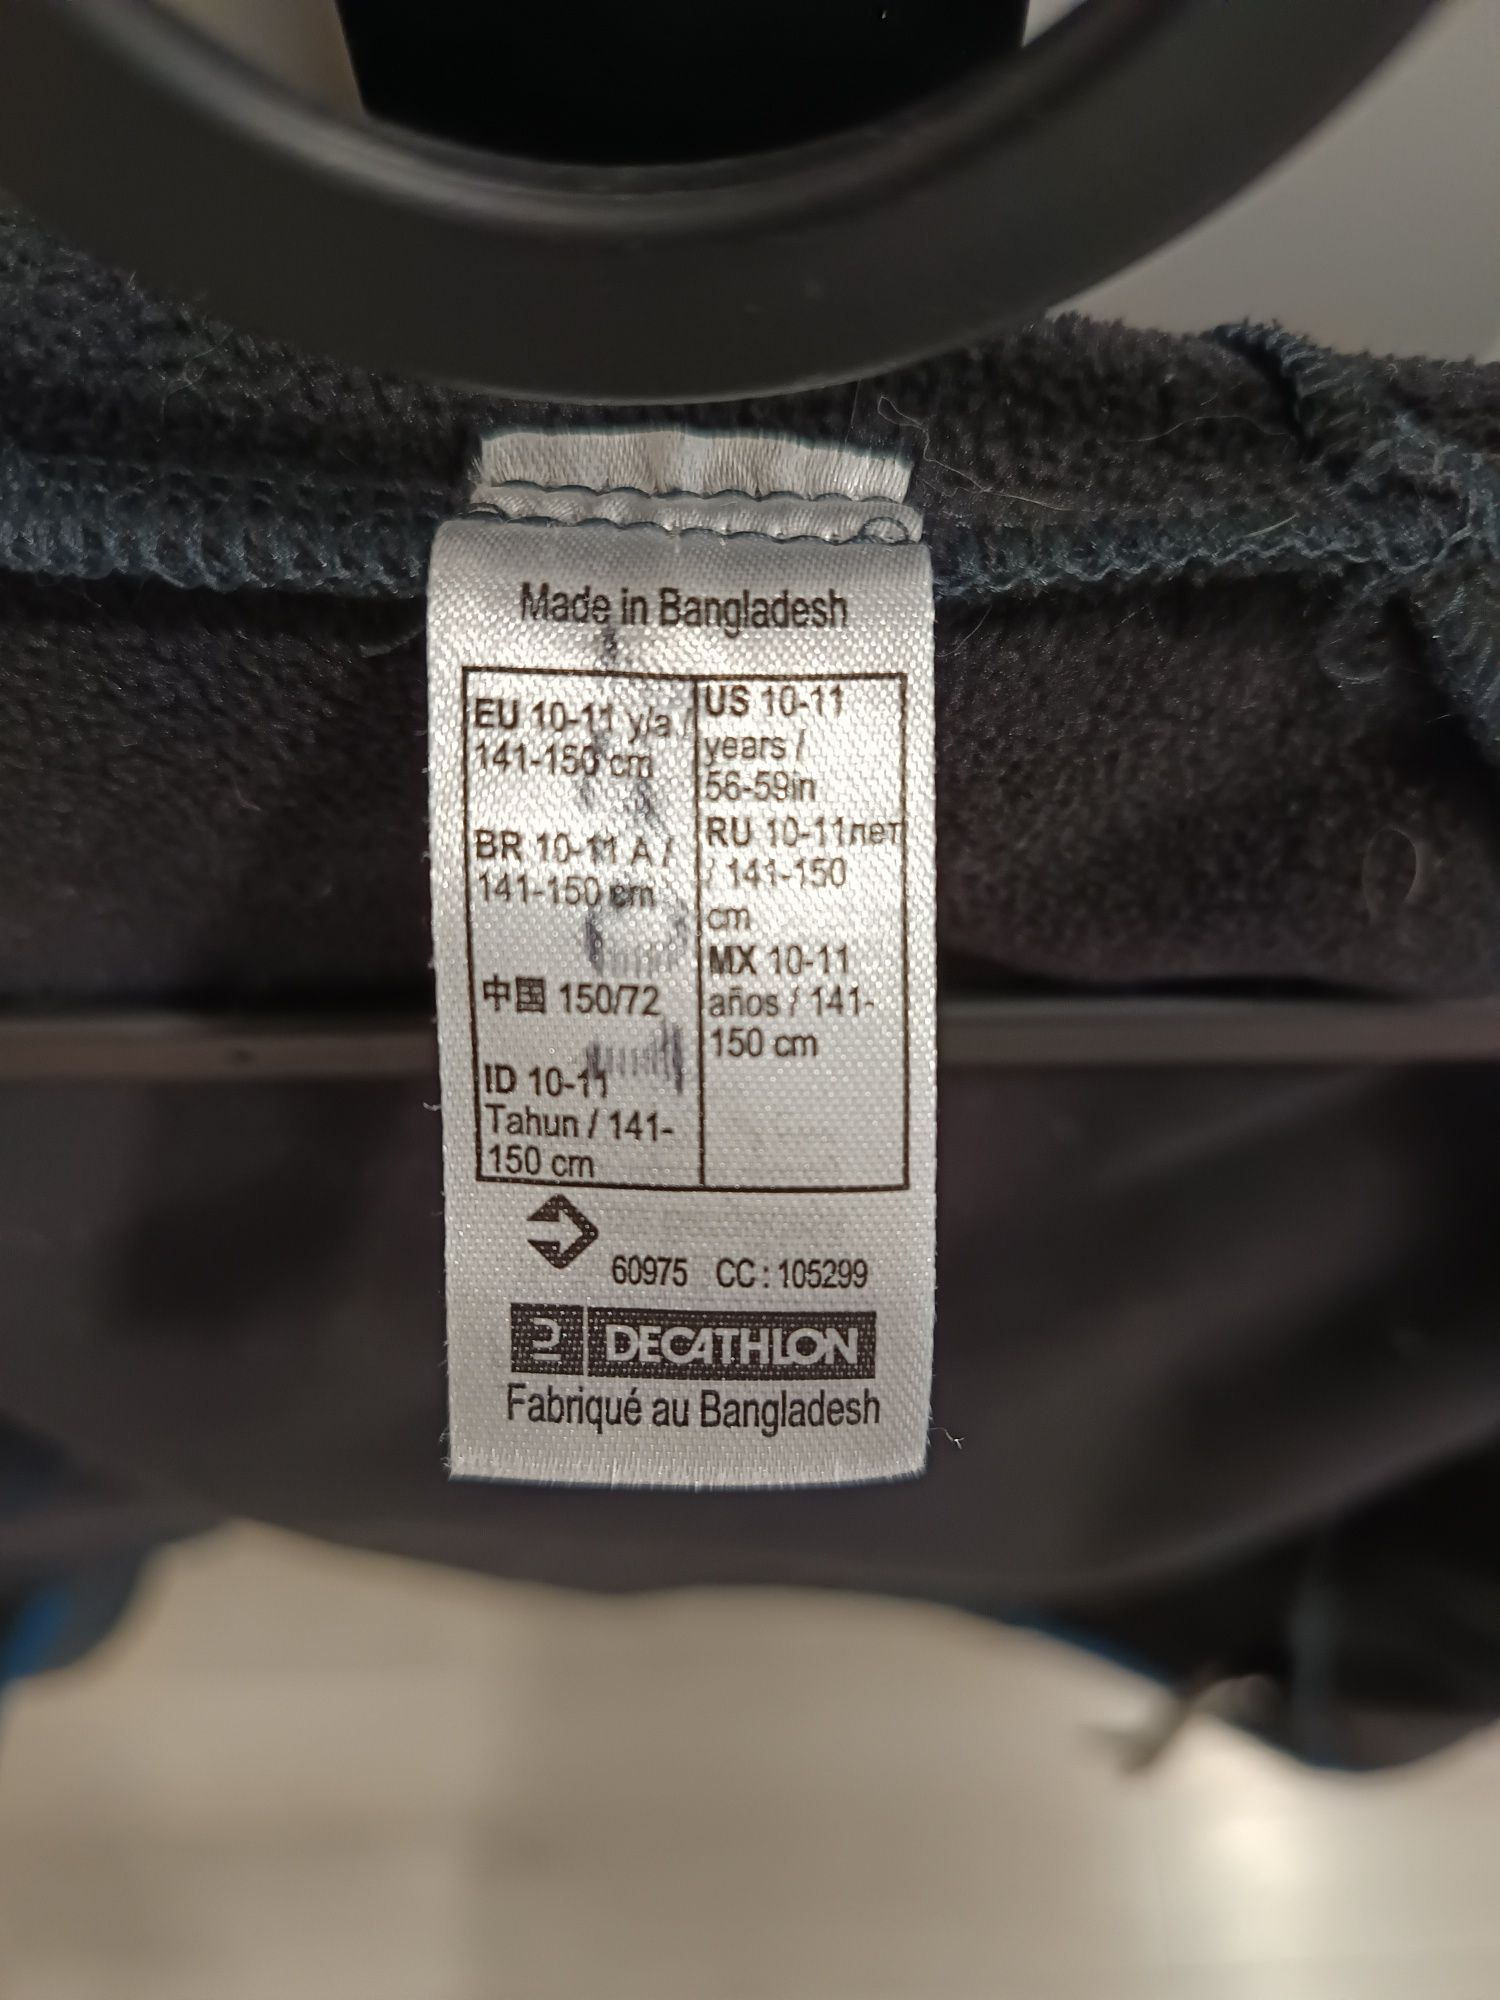 Made in Bangladesh
EU 10-11 y/a /
141-150 cm
BR 10-11 A /
141-150 cm
中国 150/72
ID 10-11
Tahun / 141-
150 cm
US 10-11
years /
56-59in
RU 10-11лет
/ 141-150
cm
MX 10-11
años / 141-
150 cm
60975 CC : 105299
DECATHLON
Fabriqué au Bangladesh